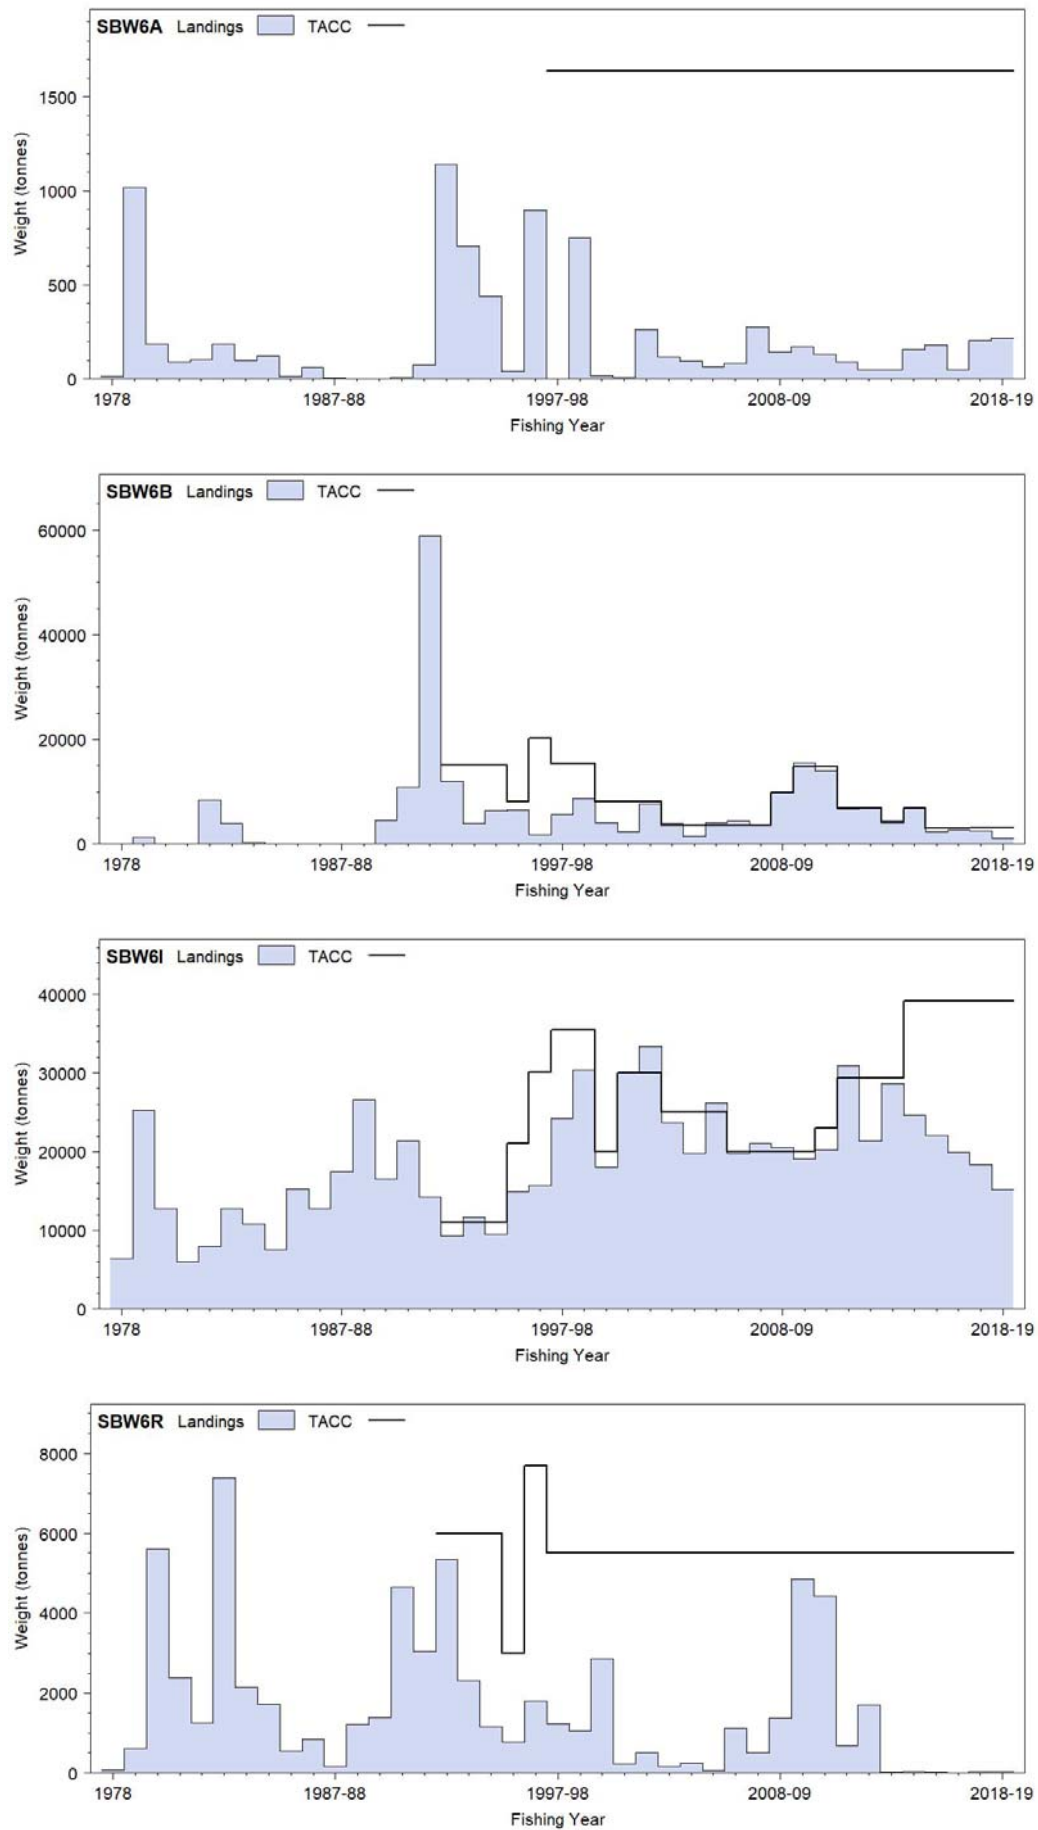 SBW6A Landings TACC
Weight (tonnes)
1500
1000
500
0
1978 1987-88 1997-98 2008-09 2018-19
Fishing Year
SBW6B Landings TACC
Weight (tonnes)
60000
40000
20000
0
1978 1987-88 1997-98 2008-09 2018-19
Fishing Year
SBW6I Landings TACC
Weight (tonnes)
40000
30000
20000
10000
0
1978 1987-88 1997-98 2008-09 2018-19
Fishing Year
SBW6R Landings TACC
Weight (tonnes)
8000
6000
4000
2000
0
1978 1987-88 1997-98 2008-09 2018-19
Fishing Year